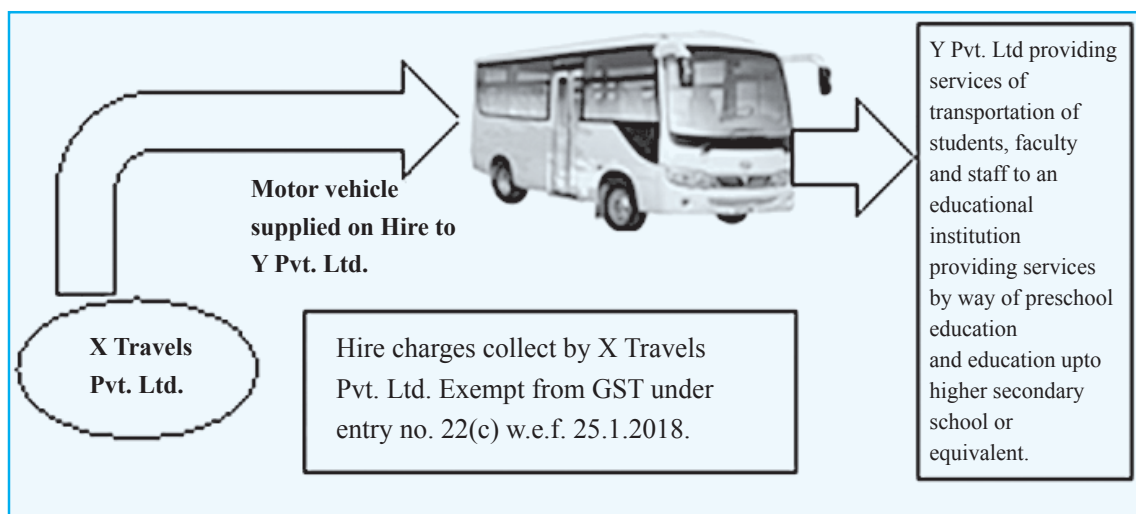 Motor vehicle
supplied on Hire to
Y Pvt. Ltd.
X Travels
Pvt. Ltd.
Hire charges collect by X Travels
Pvt. Ltd. Exempt from GST under
entry no. 22(c) w.e.f. 25.1.2018.
Y Pvt. Ltd providing
services of
transportation of
students, faculty
and staff to an
educational
institution
providing services
by way of preschool
education
and education upto
higher secondary
school or
equivalent.